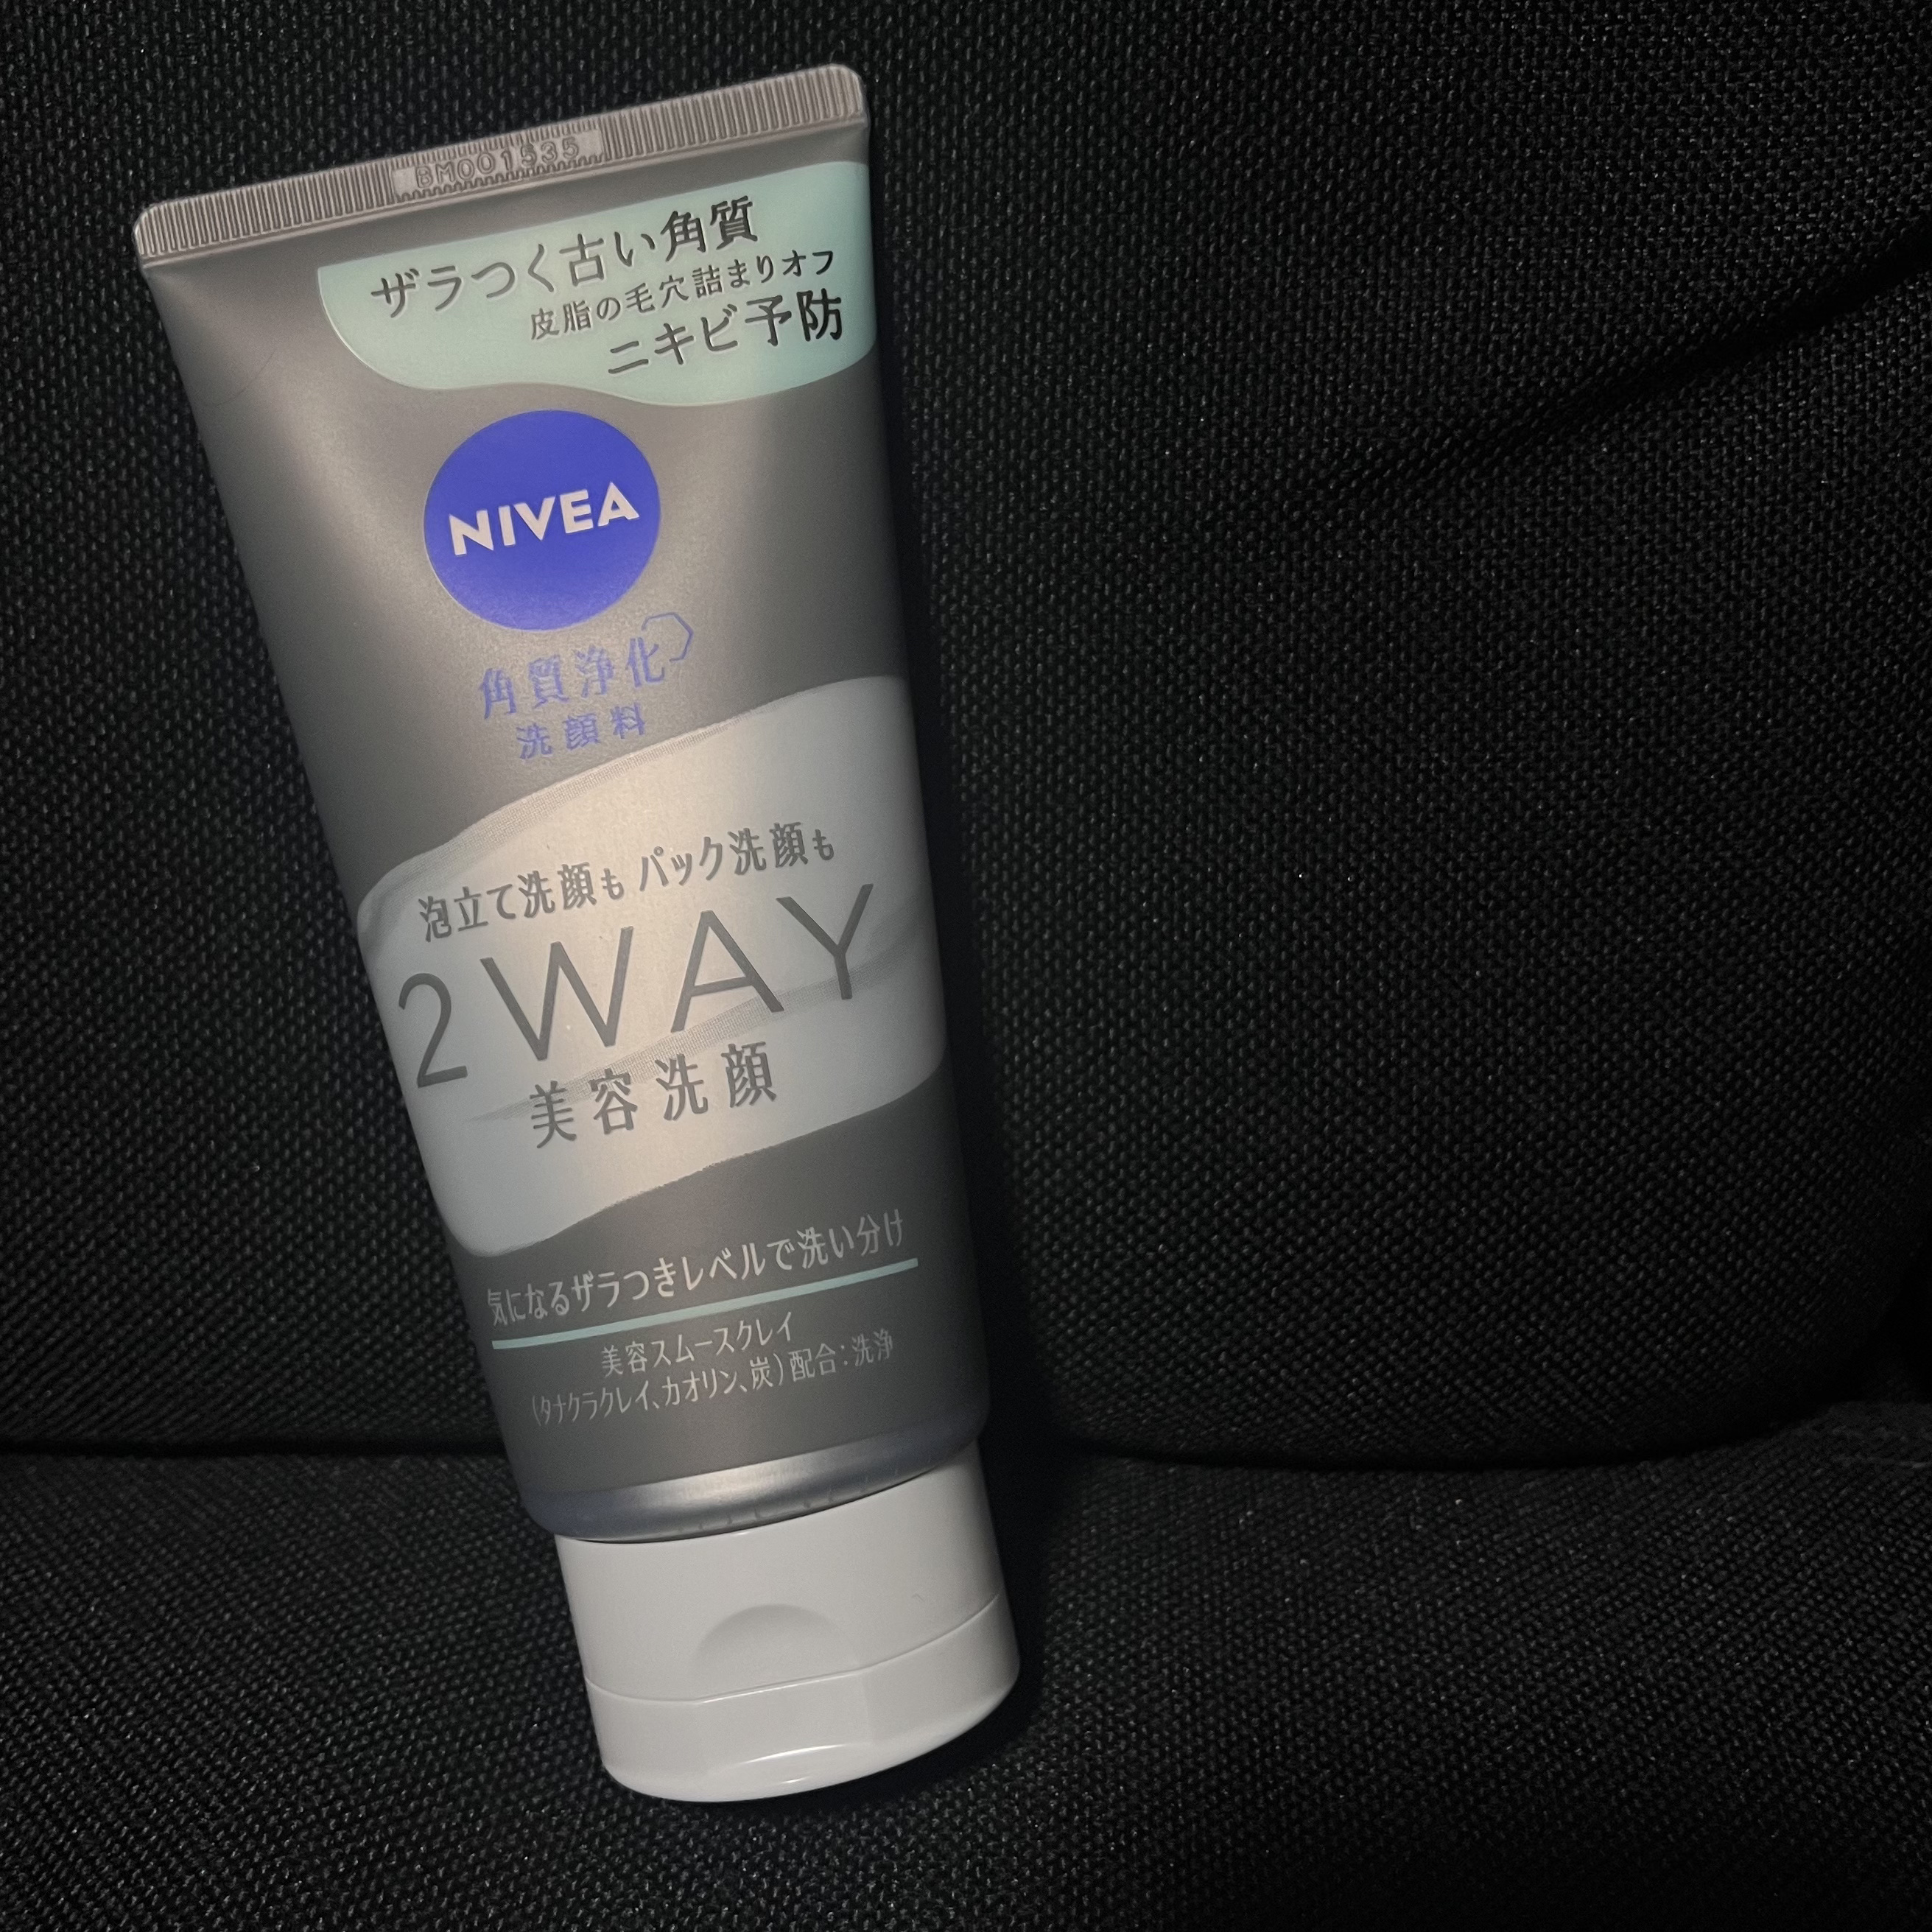 BM001535
ザラつく古い角質
皮脂の毛穴詰まりオフ
ニキビ予防
NIVEA
角質浄化
洗顔料
泡立て洗顔も パック洗顔も
2WAY
美容洗顔
気になるザラつきレベルで洗い分け
美容スムースクレイ
(タナクラクレイ、カオリン、炭)配合:洗浄